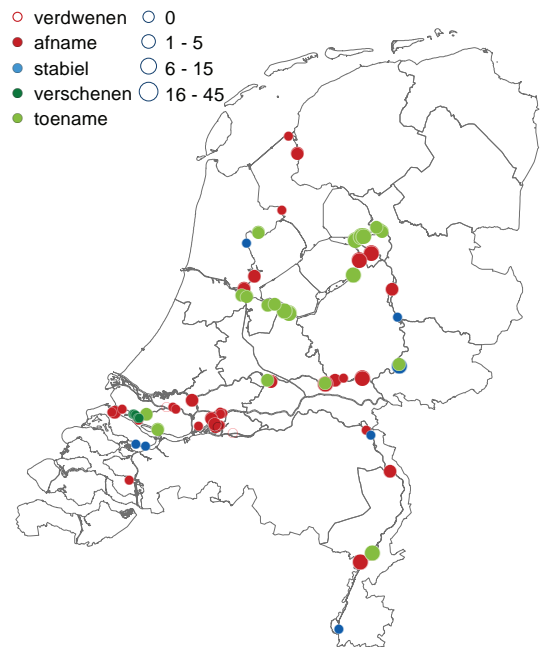 verdwenen 0
afname 1 - 5
stabiel 6 - 15
verschenen 16 - 45
toename